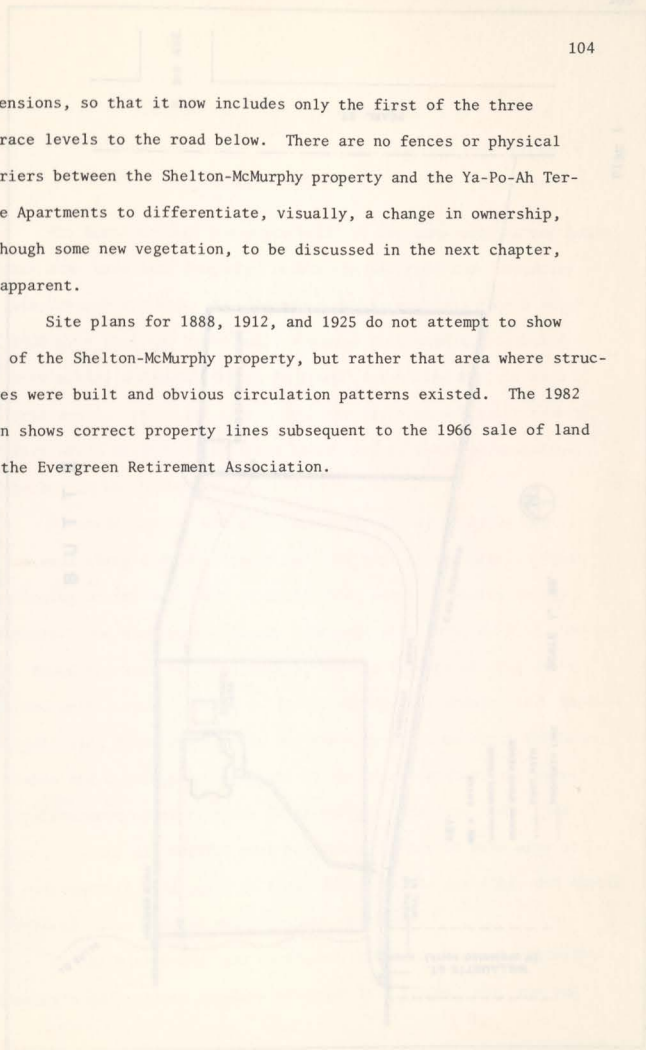 104
ensions, so that it now includes only the first of the three
race levels to the road below. There are no fences or physical
riers between the Shelton-McMurphy property and the Ya-Po-Ah Ter-
e Apartments to differentiate, visually, a change in ownership,
hough some new vegetation, to be discussed in the next chapter,
apparent.
Site plans for 1888, 1912, and 1925 do not attempt to show
of the Shelton-McMurphy property, but rather that area where struc-
es were built and obvious circulation patterns existed. The 1982
n shows correct property lines subsequent to the 1966 sale of land
the Evergreen Retirement Association.
BUTT